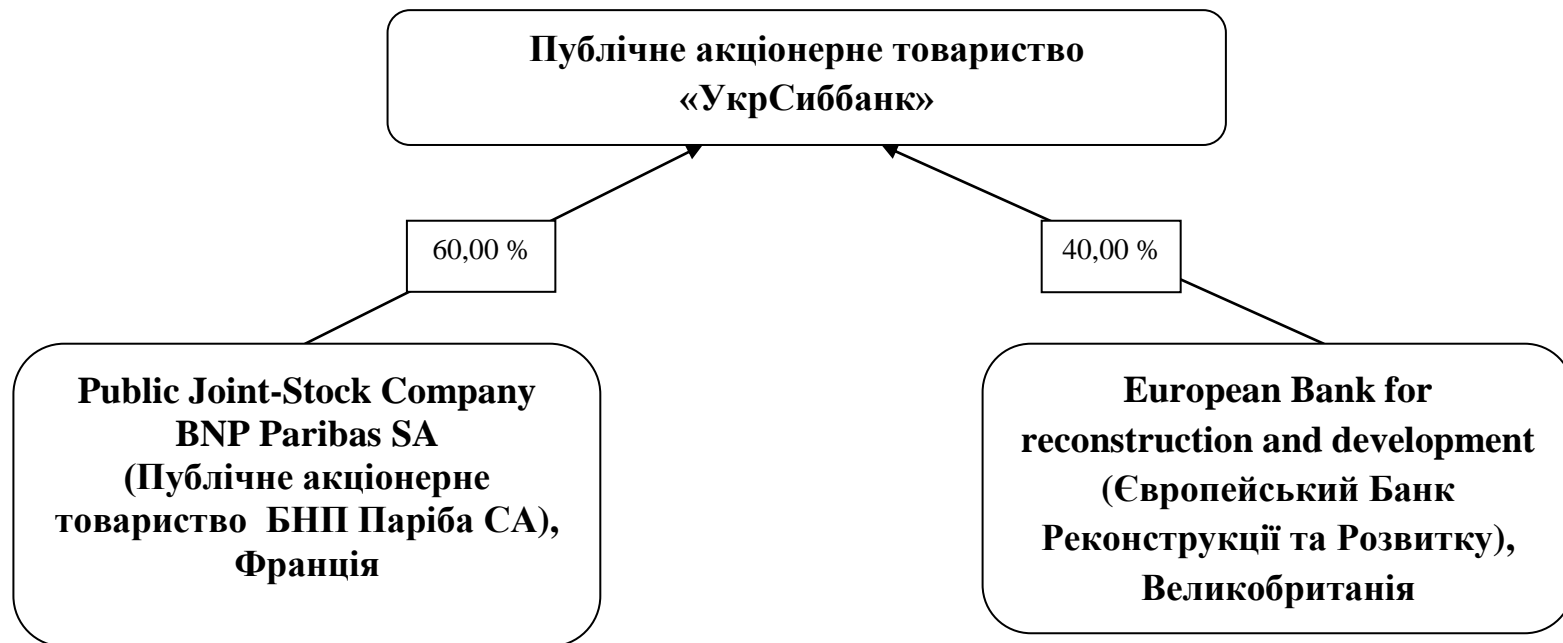 Публічне акціонерне товариство
«УкрСиббанк»
60,00 %
40,00 %
Public Joint-Stock Company
BNP Paribas SA
(Публічне акціонерне
товариство БНП Паріба СА),
Франція
European Bank for
reconstruction and development
(Європейський Банк
Реконструкції та Розвитку),
Великобританія